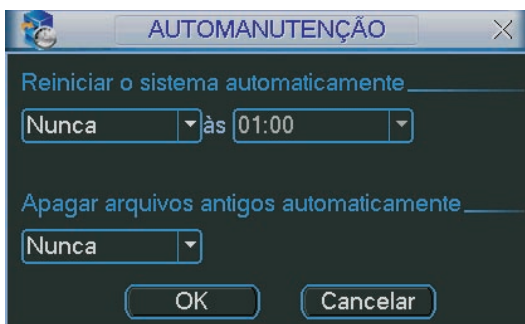 AUTOMANUTENÇÃO
Reiniciar o sistema automaticamente
Nunca às 01:00
Apagar arquivos antigos automaticamente
Nunca
OK Cancelar